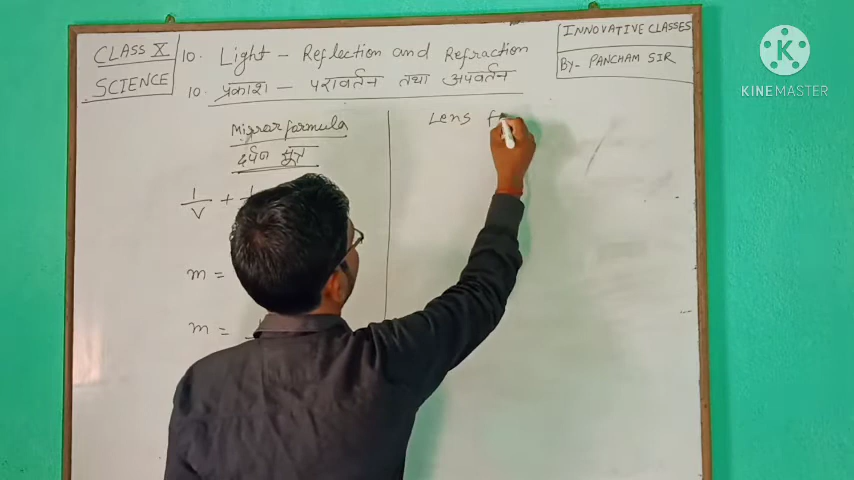 CLASS X
SCIENCE
10. Light - Reflection and Refraction
10. प्रकाश - परावर्तन तथा अपवर्तन
INNOVATIVE CLASSES
By- PANCHAM SIR
KINEMASTER
Mirror formula
दर्पण सूत्र
1/V +
m =
m =
Lens f